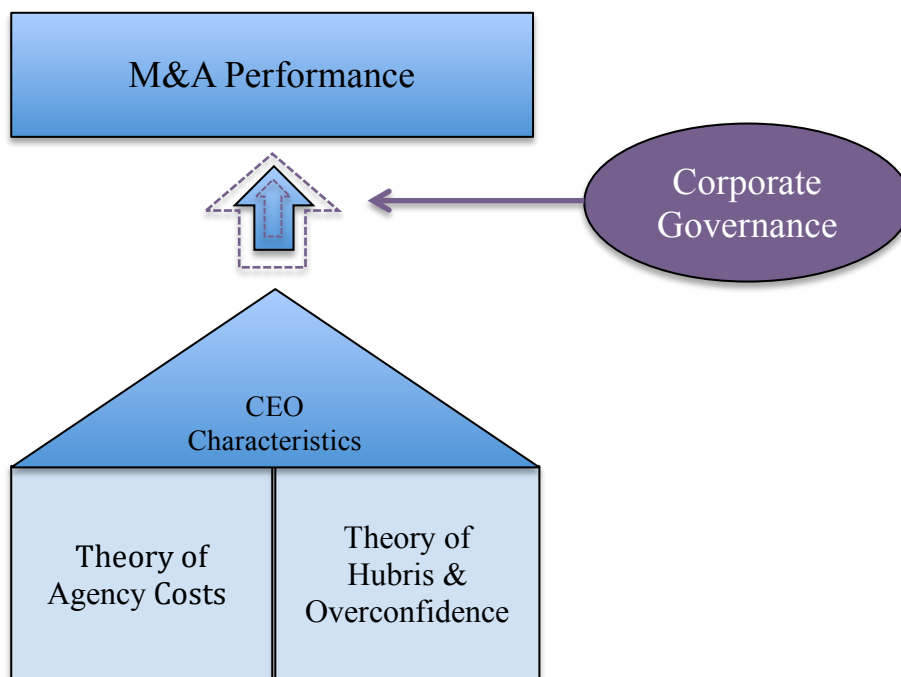 M&A Performance
Corporate
Governance
CEO
Characteristics
Theory of
Agency Costs
Theory of
Hubris &
Overconfidence